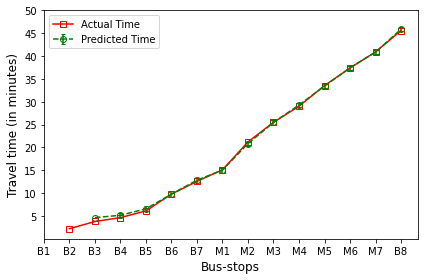 Actual Time
Predicted Time
Travel time (in minutes)
50
45
40
35
30
25
20
15
10
5
B1 B2 B3 B4 B5 B6 B7 M1 M2 M3 M4 M5 M6 M7 B8
Bus-stops